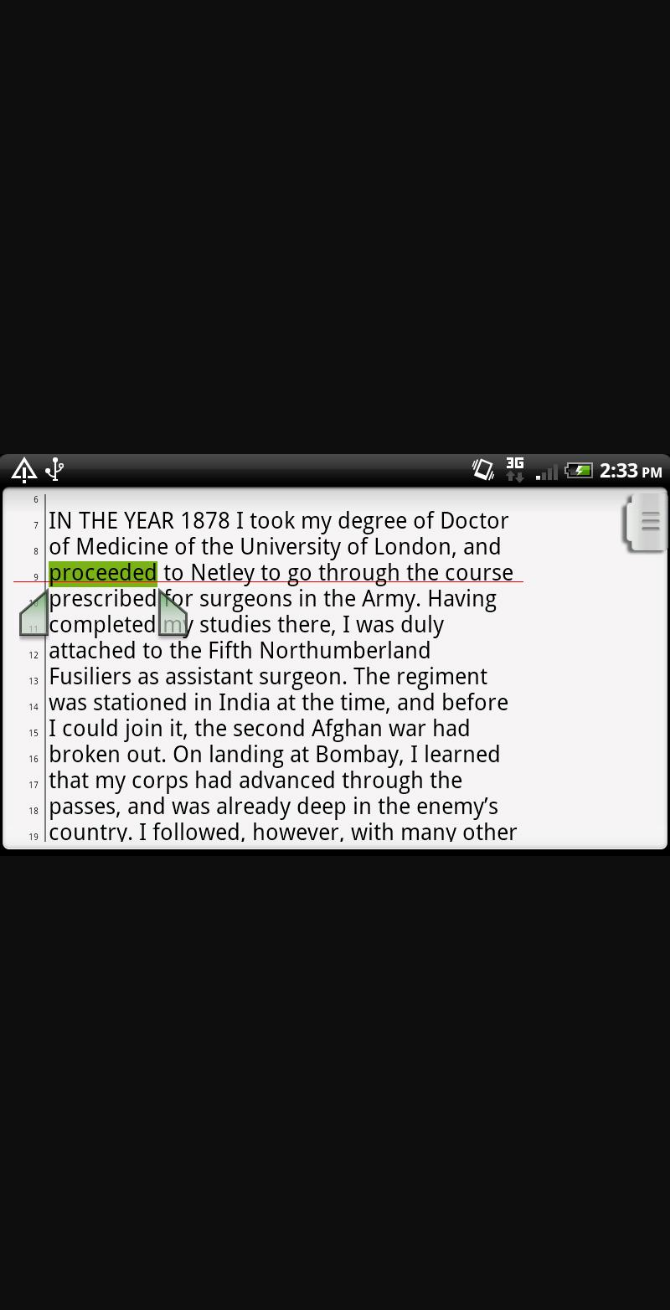 3G 2:33 PM
6
7 IN THE YEAR 1878 I took my degree of Doctor
8 of Medicine of the University of London, and
9 proceeded to Netley to go through the course
10 prescribed for surgeons in the Army. Having
11 completed my studies there, I was duly
12 attached to the Fifth Northumberland
13 Fusiliers as assistant surgeon. The regiment
14 was stationed in India at the time, and before
15 I could join it, the second Afghan war had
16 broken out. On landing at Bombay, I learned
17 that my corps had advanced through the
18 passes, and was already deep in the enemy’s
19 country. I followed, however, with many other